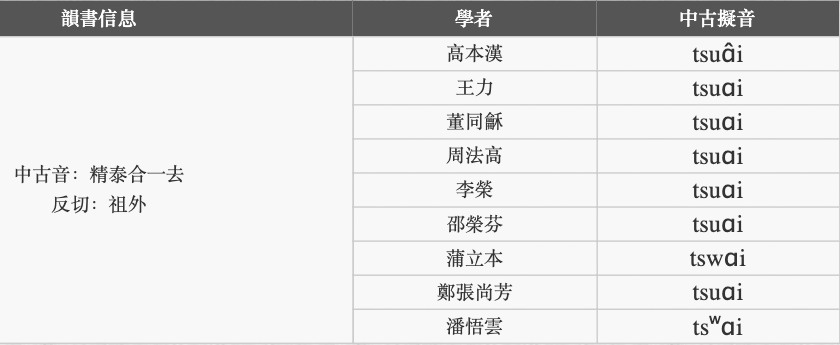 韻書信息 學者 中古擬音
中古音：精泰合一去
反切：祖外
高本漢 tsuâi
王力 tsuɑi
董同龢 tsuɑi
周法高 tsuɑi
李榮 tsuɑi
邵榮芬 tsuɑi
蒲立本 tswɑi
鄭張尚芳 tsuɑi
潘悟雲 tsʷɑi